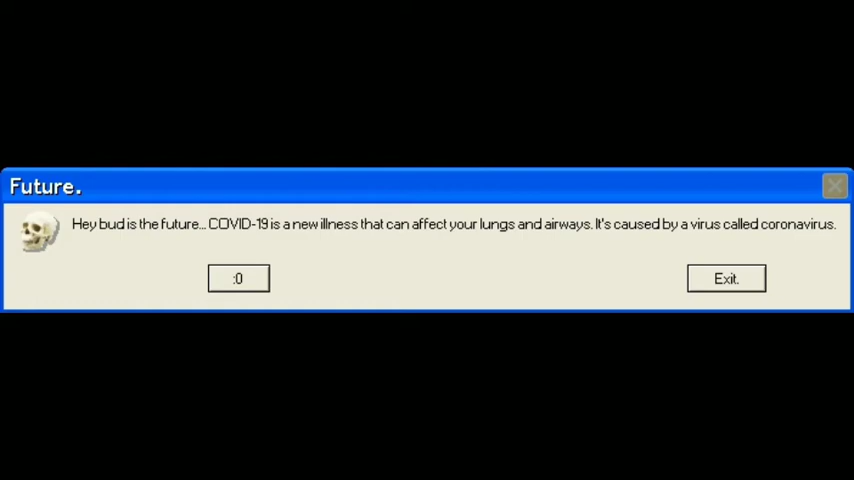 Future.
Hey bud is the future... COVID-19 is a new illness that can affect your lungs and airways. It's caused by a virus called coronavirus.
:0
Exit.